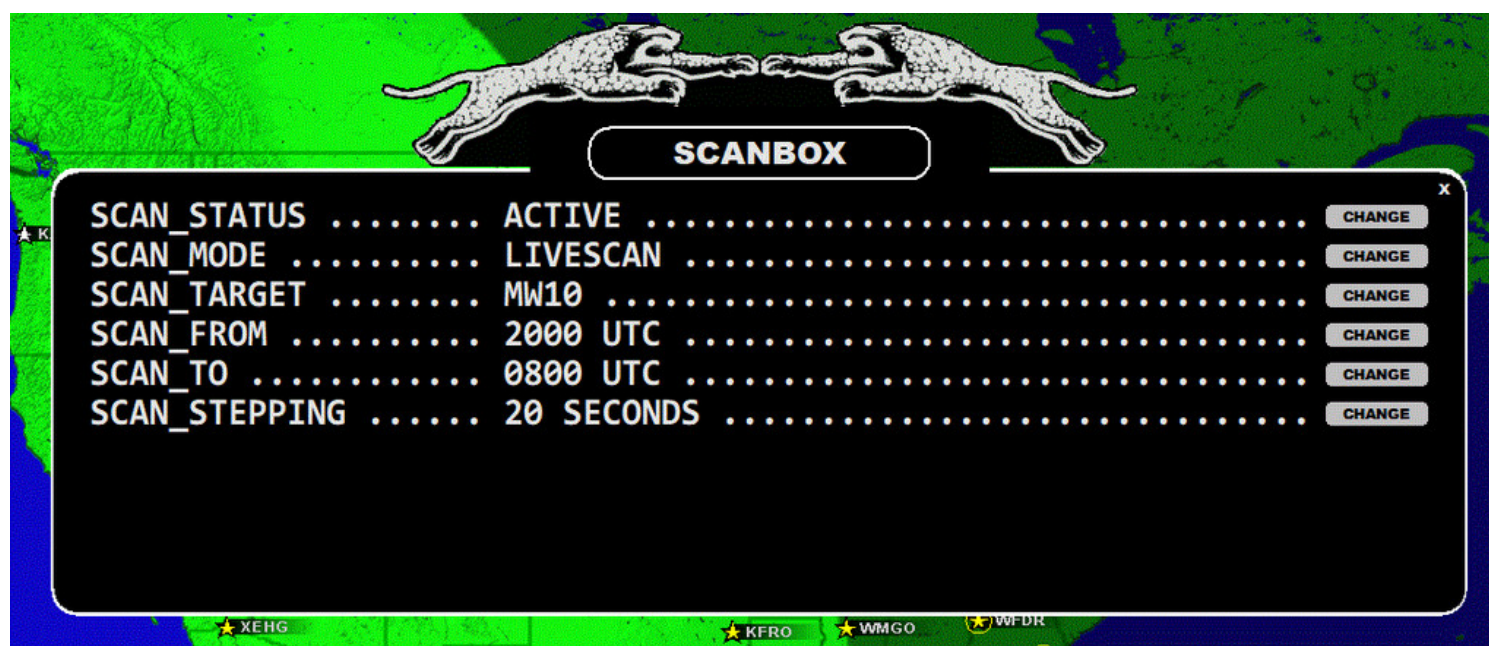 SCANBOX
x
SCAN_STATUS ........ ACTIVE .................................. CHANGE
SCAN_MODE .......... LIVESCAN ................................ CHANGE
SCAN_TARGET ........ MW10 .................................... CHANGE
SCAN_FROM .......... 2000 UTC ................................ CHANGE
SCAN_TO ............ 0800 UTC ................................ CHANGE
SCAN_STEPPING ...... 20 SECONDS .............................. CHANGE
XEHG
KFRO
WMGO
WFDR